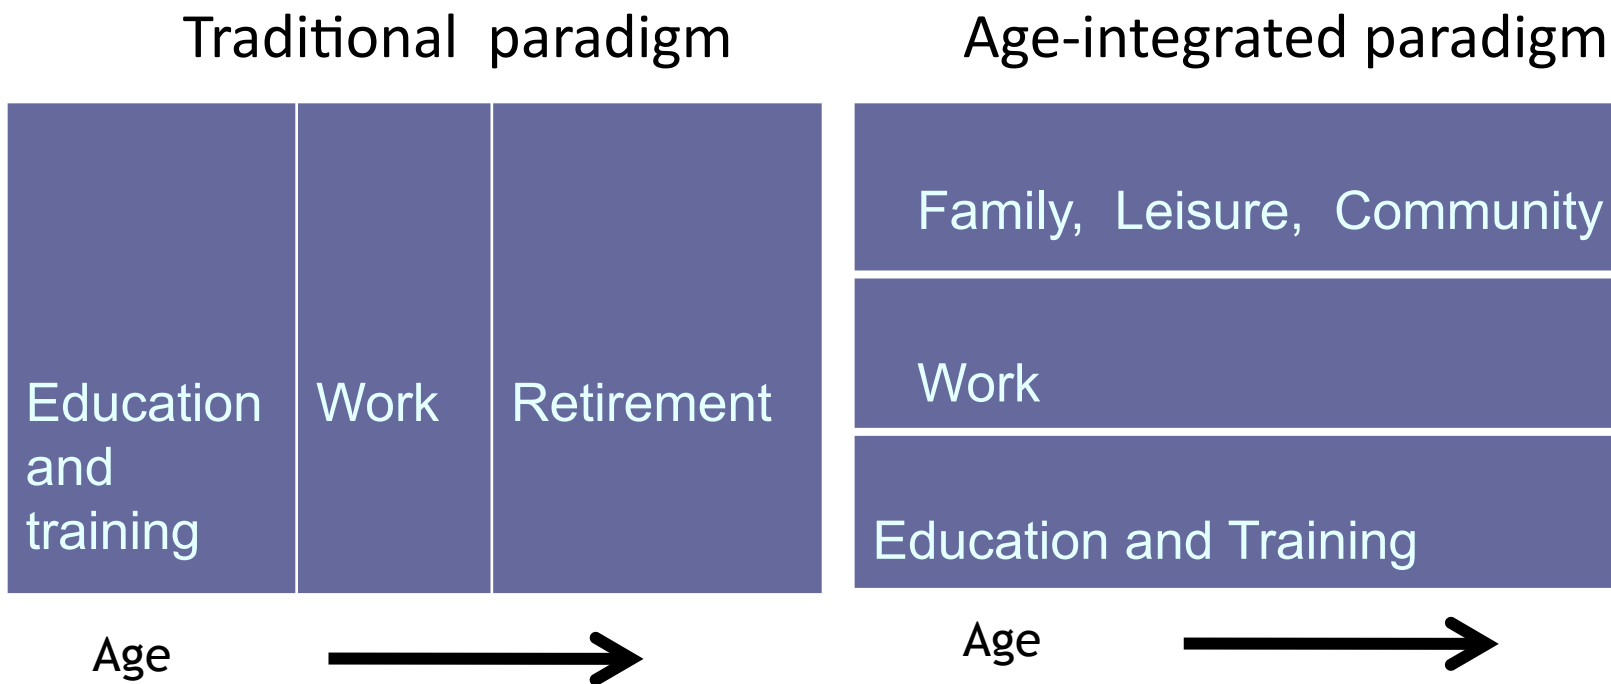 Traditional paradigm
Education
and
training
Work
Retirement
Age
Age-integrated paradigm
Family, Leisure, Community
Work
Education and Training
Age